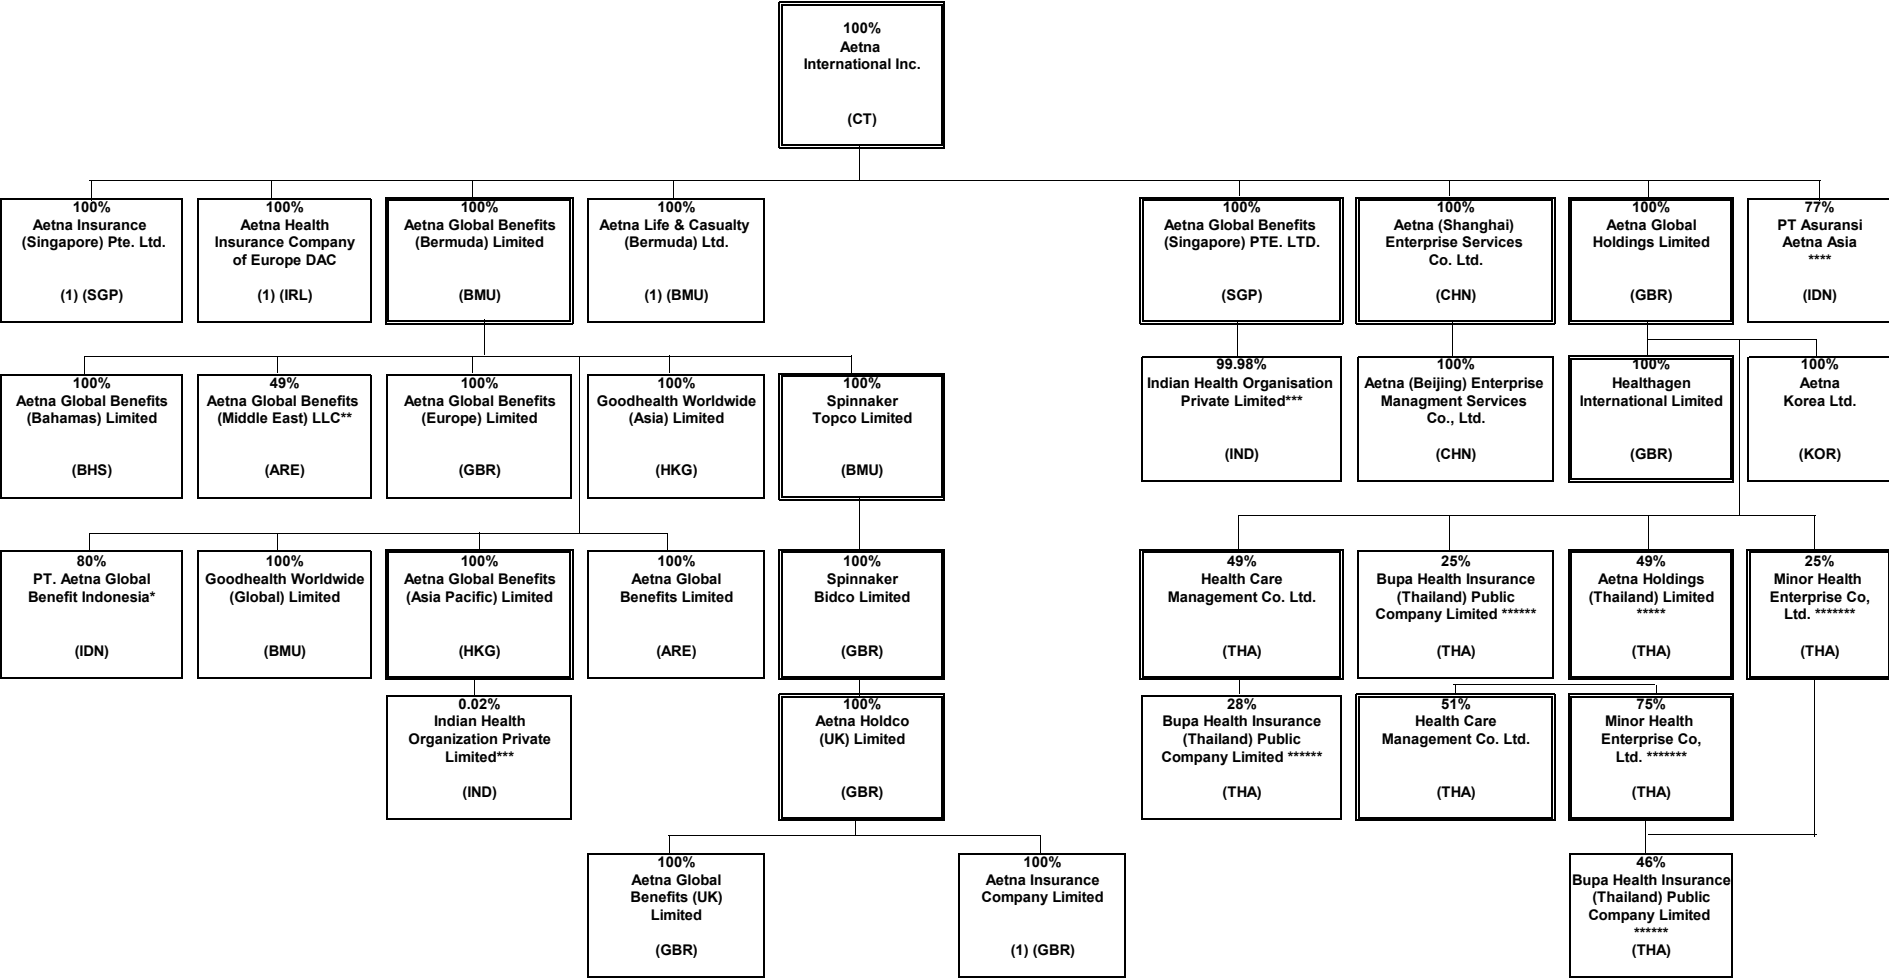 100%
Aetna
International Inc.
(CT)
100%
Aetna Insurance
(Singapore) Pte. Ltd.
(1) (SGP)
100%
Aetna Health
Insurance Company
of Europe DAC
(1) (IRL)
100%
Aetna Global Benefits
(Bermuda) Limited
(BMU)
100%
Aetna Life & Casualty
(Bermuda) Ltd.
(1) (BMU)
100%
Aetna Global Benefits
(Singapore) PTE. LTD.
(SGP)
100%
Aetna (Shanghai)
Enterprise Services
Co. Ltd.
(CHN)
100%
Aetna Global
Holdings Limited
(GBR)
77%
PT Asuransi
Aetna Asia
****
(IDN)
100%
Aetna Global Benefits
(Bahamas) Limited
(BHS)
49%
Aetna Global Benefits
(Middle East) LLC**
(ARE)
100%
Aetna Global Benefits
(Europe) Limited
(GBR)
100%
Goodhealth Worldwide
(Asia) Limited
(HKG)
100%
Spinnaker
Topco Limited
(BMU)
99.98%
Indian Health Organisation
Private Limited***
(IND)
100%
Aetna (Beijing) Enterprise
Managment Services
Co., Ltd.
(CHN)
100%
Healthagen
International Limited
(GBR)
100%
Aetna
Korea Ltd.
(KOR)
80%
PT. Aetna Global
Benefit Indonesia*
(IDN)
100%
Goodhealth Worldwide
(Global) Limited
(BMU)
100%
Aetna Global Benefits
(Asia Pacific) Limited
(HKG)
100%
Aetna Global
Benefits Limited
(ARE)
100%
Spinnaker
Bidco Limited
(GBR)
49%
Health Care
Management Co. Ltd.
(THA)
25%
Bupa Health Insurance
(Thailand) Public
Company Limited ******
(THA)
49%
Aetna Holdings
(Thailand) Limited
*****
(THA)
25%
Minor Health
Enterprise Co,
Ltd. *******
(THA)
0.02%
Indian Health
Organization Private
Limited***
(IND)
100%
Aetna Holdco
(UK) Limited
(GBR)
28%
Bupa Health Insurance
(Thailand) Public
Company Limited ******
(THA)
51%
Health Care
Management Co. Ltd.
(THA)
75%
Minor Health
Enterprise Co,
Ltd. *******
(THA)
100%
Aetna Global
Benefits (UK)
Limited
(GBR)
100%
Aetna Insurance
Company Limited
(1) (GBR)
46%
Bupa Health Insurance
(Thailand) Public
Company Limited
******
(THA)